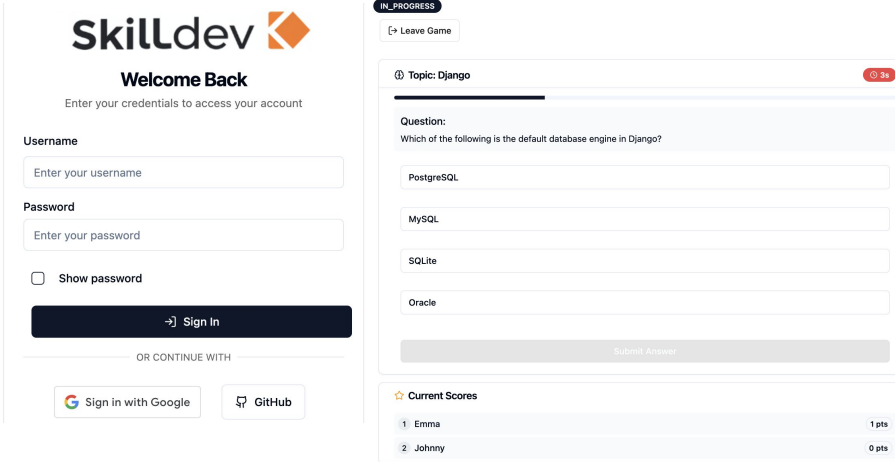 Skilldev
Welcome Back
Enter your credentials to access your account
Username
Enter your username
Password
Enter your password
Show password
Sign In
OR CONTINUE WITH
Sign in with Google
GitHub
IN_PROGRESS
Leave Game
Topic: Django
3s
Question:
Which of the following is the default database engine in Django?
PostgreSQL
MySQL
SQLite
Oracle
Submit Answer
Current Scores
1 Emma 1 pts
2 Johnny 0 pts